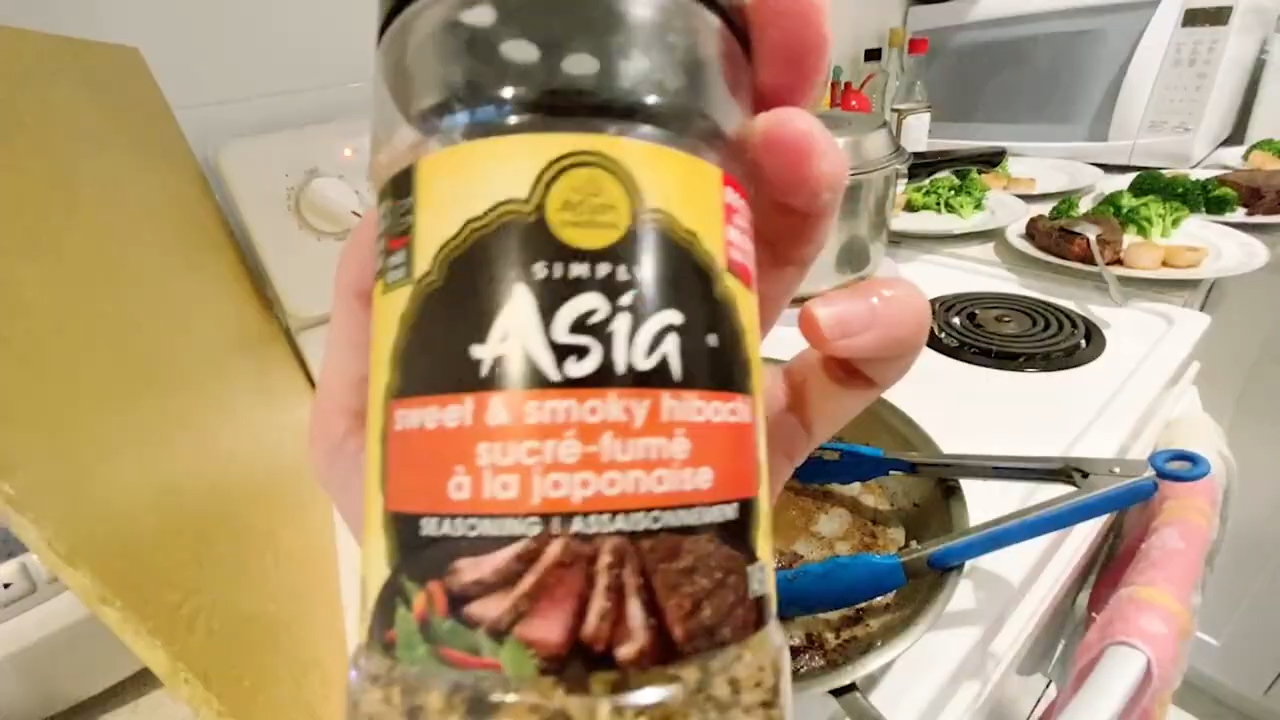 SIMPLY
Asia
sweet & smoky hibachi
sucré-fumé
à la japonaise
SEASONING | ASSAISONNEMENT